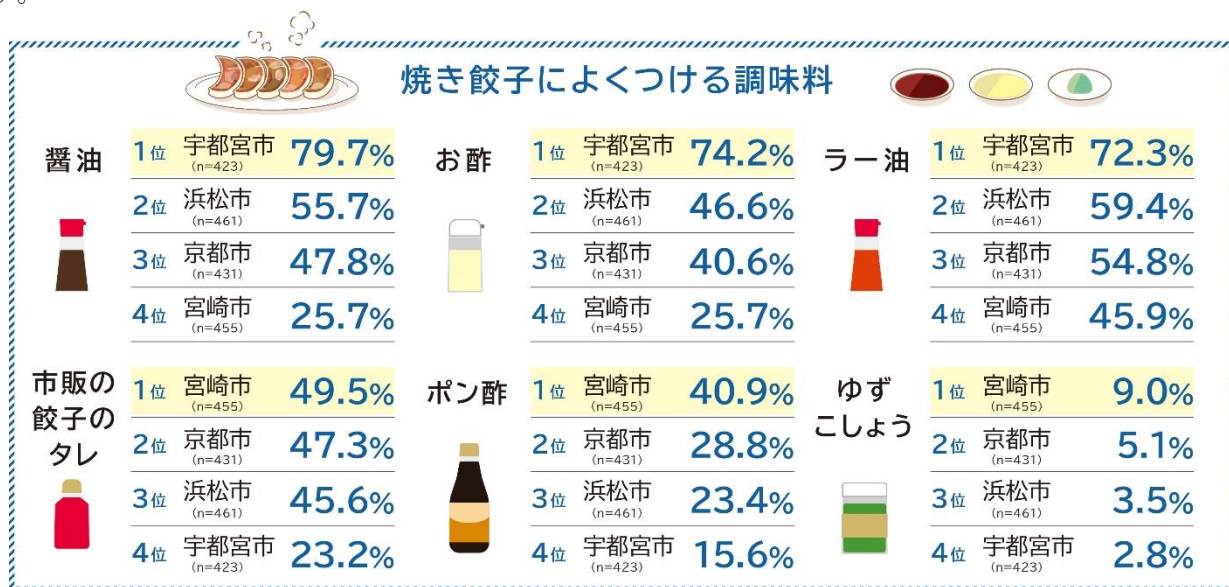 。
焼き餃子によくつける調味料
醤油
1位 宇都宮市 79.7%
(n=423)
2位 浜松市 55.7%
(n=461)
3位 京都市 47.8%
(n=431)
4位 宮崎市 25.7%
(n=455)
お酢
1位 宇都宮市 74.2%
(n=423)
2位 浜松市 46.6%
(n=461)
3位 京都市 40.6%
(n=431)
4位 宮崎市 25.7%
(n=455)
ラー油
1位 宇都宮市 72.3%
(n=423)
2位 浜松市 59.4%
(n=461)
3位 京都市 54.8%
(n=431)
4位 宮崎市 45.9%
(n=455)
市販の
餃子の
タレ
1位 宮崎市 49.5%
(n=455)
2位 京都市 47.3%
(n=431)
3位 浜松市 45.6%
(n=461)
4位 宇都宮市 23.2%
(n=423)
ポン酢
1位 宮崎市 40.9%
(n=455)
2位 京都市 28.8%
(n=431)
3位 浜松市 23.4%
(n=461)
4位 宇都宮市 15.6%
(n=423)
ゆず
こしょう
1位 宮崎市 9.0%
(n=455)
2位 京都市 5.1%
(n=431)
3位 浜松市 3.5%
(n=461)
4位 宇都宮市 2.8%
(n=423)